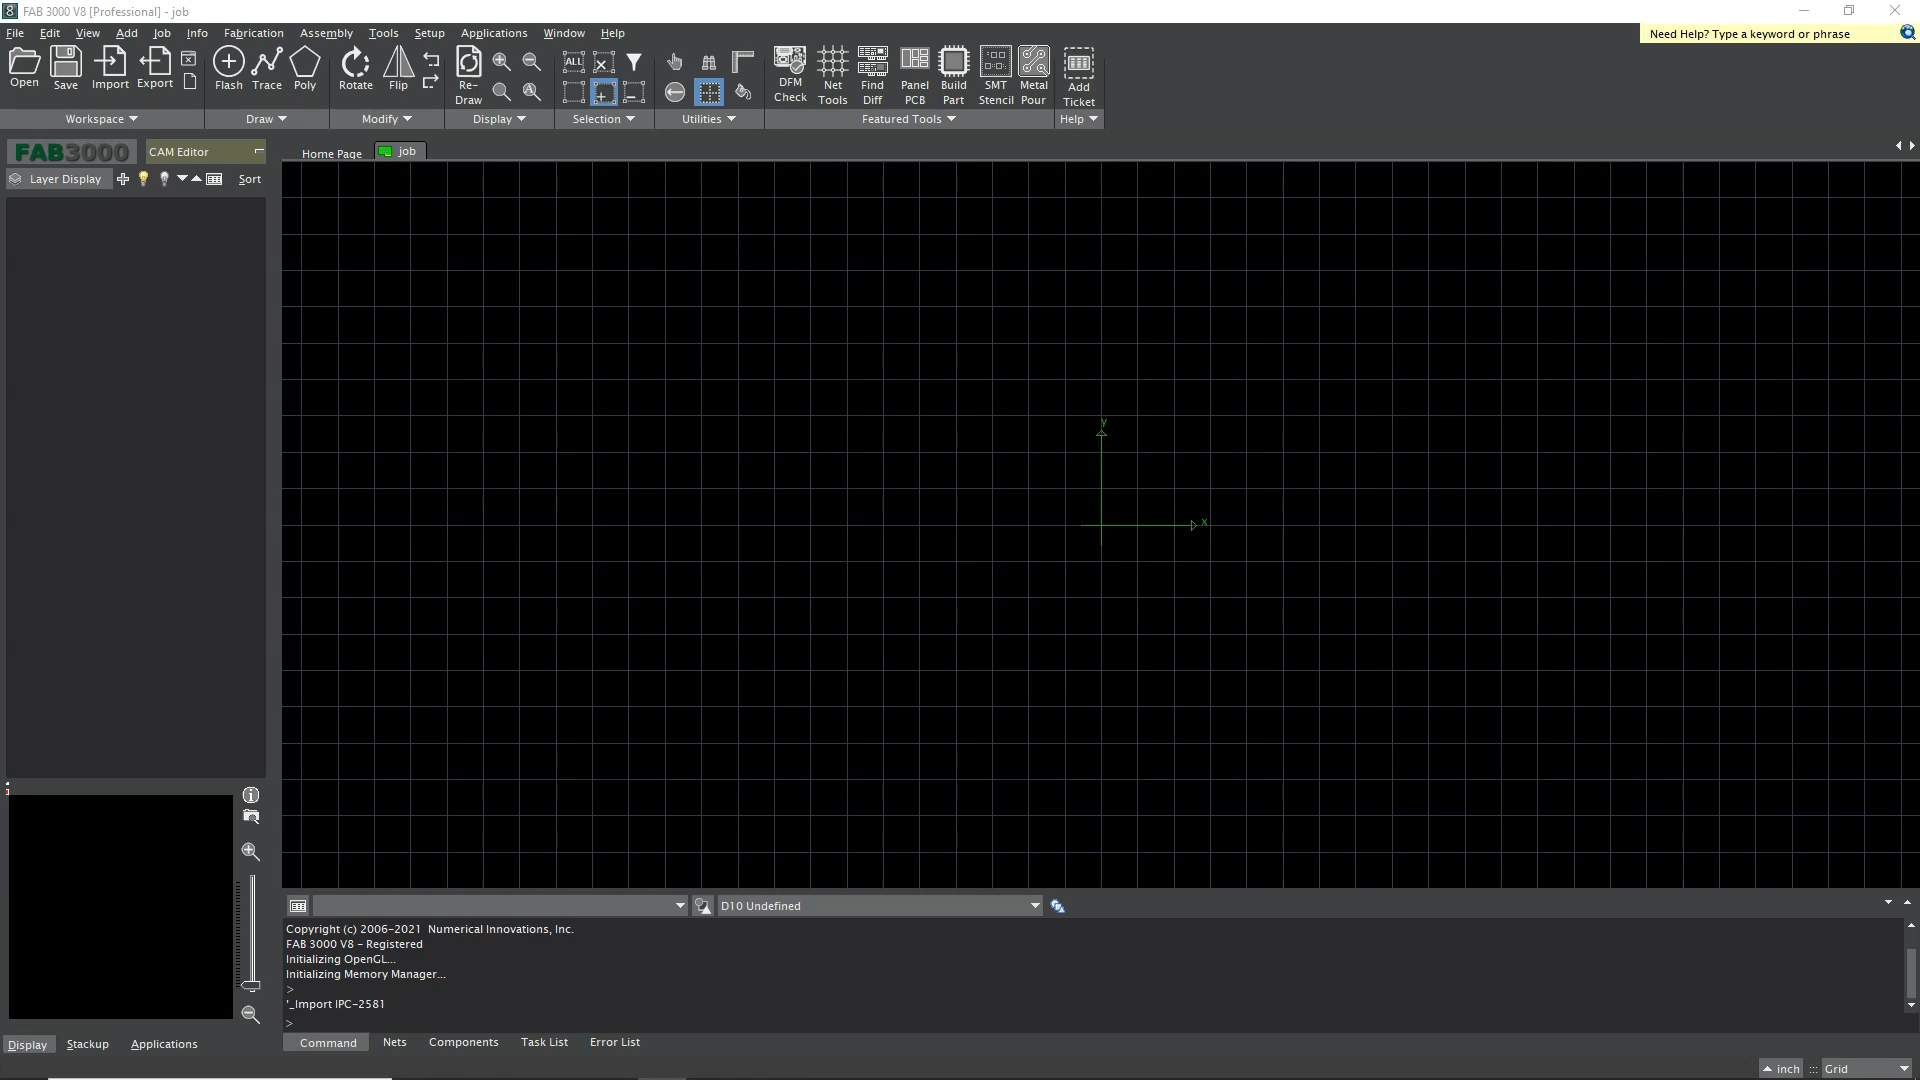 FAB 3000 V8 [Professional] - job
File Edit View Add Job Info Fabrication Assembly Tools Setup Applications Window Help
Need Help? Type a keyword or phrase
Open Save Import Export Flash Trace Poly Rotate Flip Re-Draw ALL DFM Check Net Tools Find Diff Panel PCB Build Part SMT Stencil Metal Pour Add Ticket
Workspace Draw Modify Display Selection Utilities Featured Tools Help
FAB3000 CAM Editor
Home Page job
Layer Display Sort
y
x
D10 Undefined
Copyright (c) 2006-2021 Numerical Innovations, Inc.
FAB 3000 V8 - Registered
Initializing OpenGL...
Initializing Memory Manager...
>
'_Import IPC-2581
>
Display Stackup Applications
Command Nets Components Task List Error List
inch ::: Grid